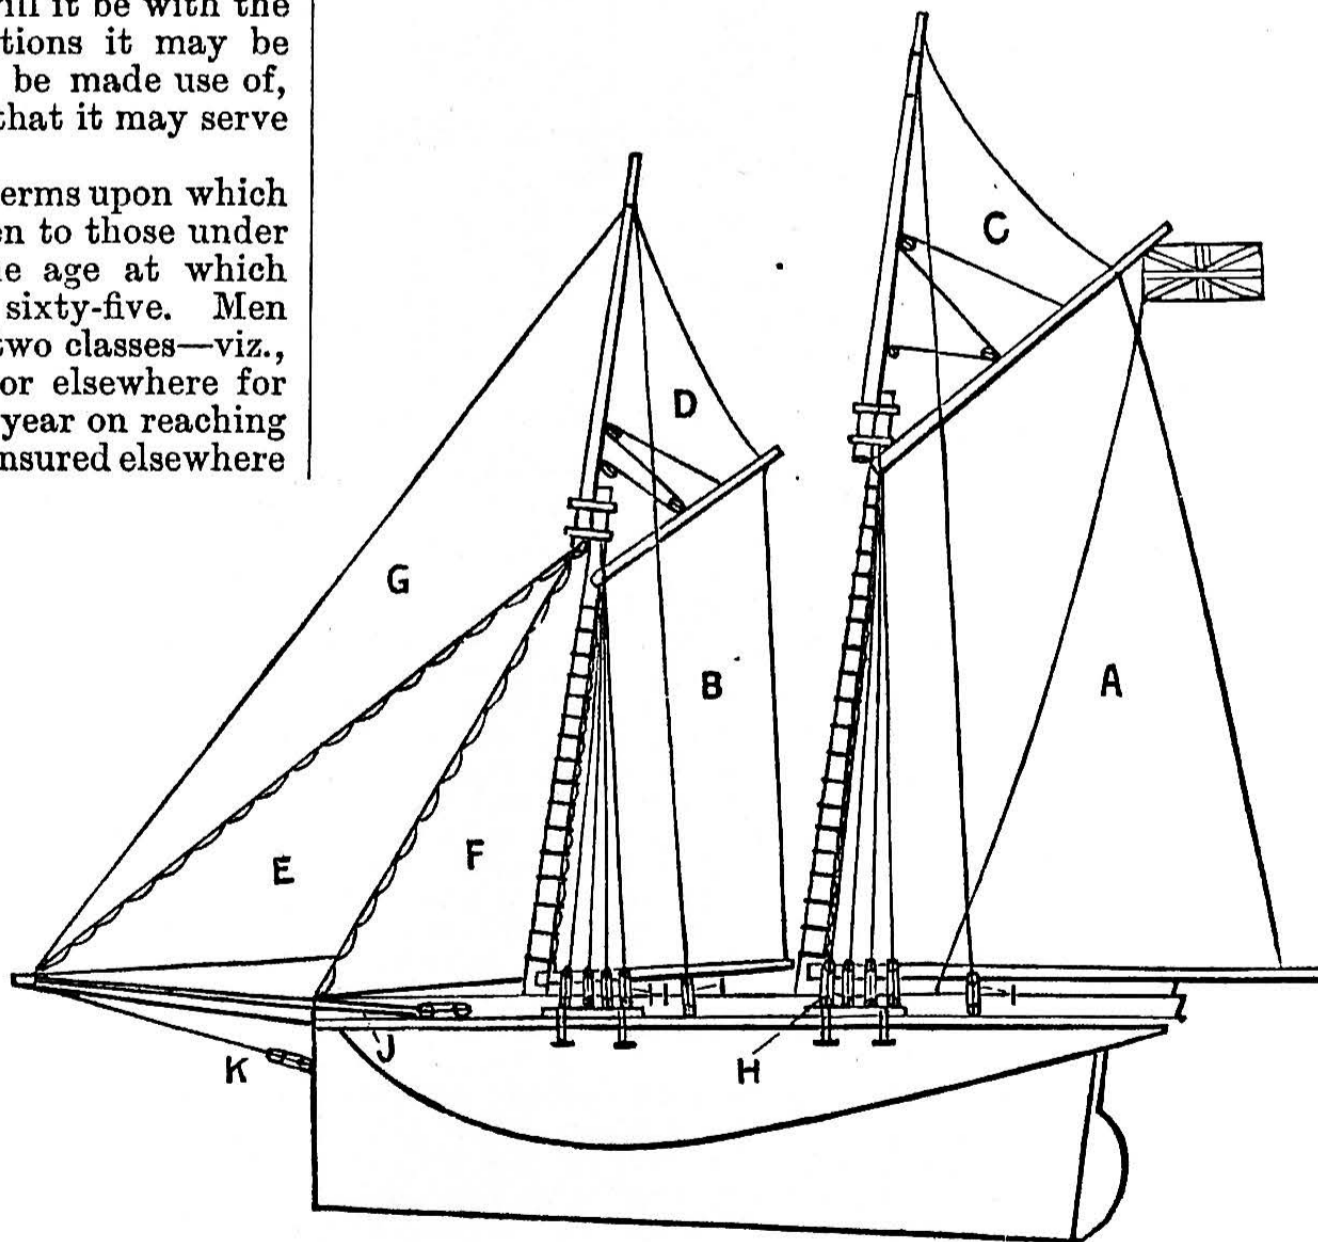 ill it be with the
tions it may be
be made use of,
that it may serve
erms upon which
en to those under
e age at which
sixty-five. Men
two classes—viz.,
or elsewhere for
year on reaching
nsured elsewhere
C
D
G
B
A
F
E
H I I
J
K H